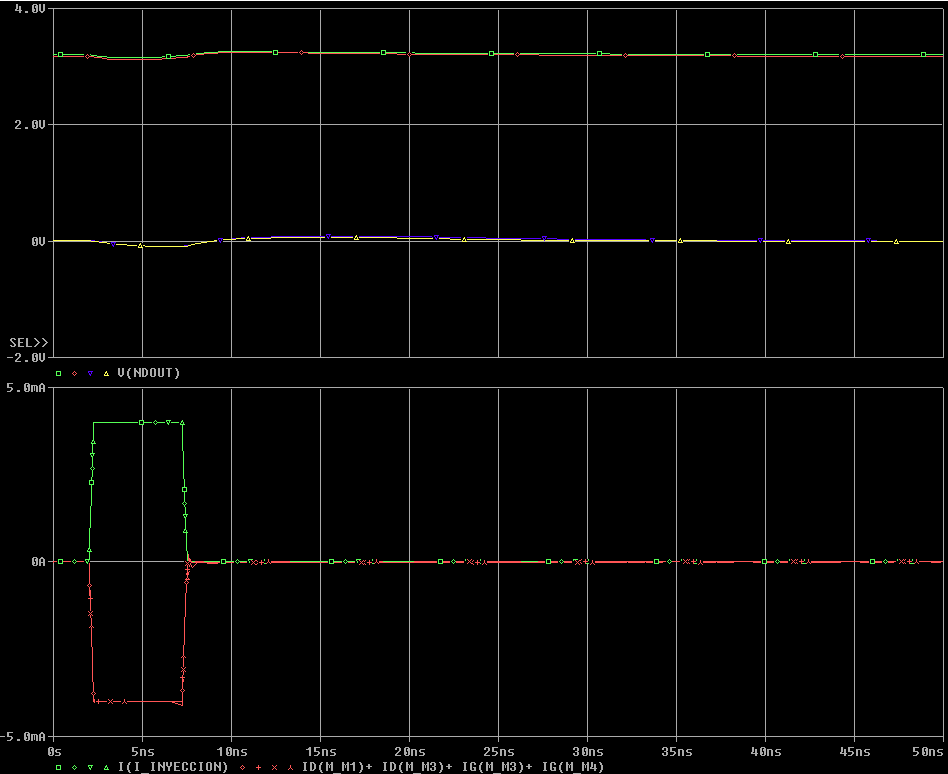 4.0V
2.0V
0V
SEL>>
-2.0V
V(NDOUT)
5.0mA
0A
-5.0mA
0s 5ns 10ns 15ns 20ns 25ns 30ns 35ns 40ns 45ns 50ns
I(I_INYECCION) ID(M_M1)+ ID(M_M3)+ IG(M_M3)+ IG(M_M4)